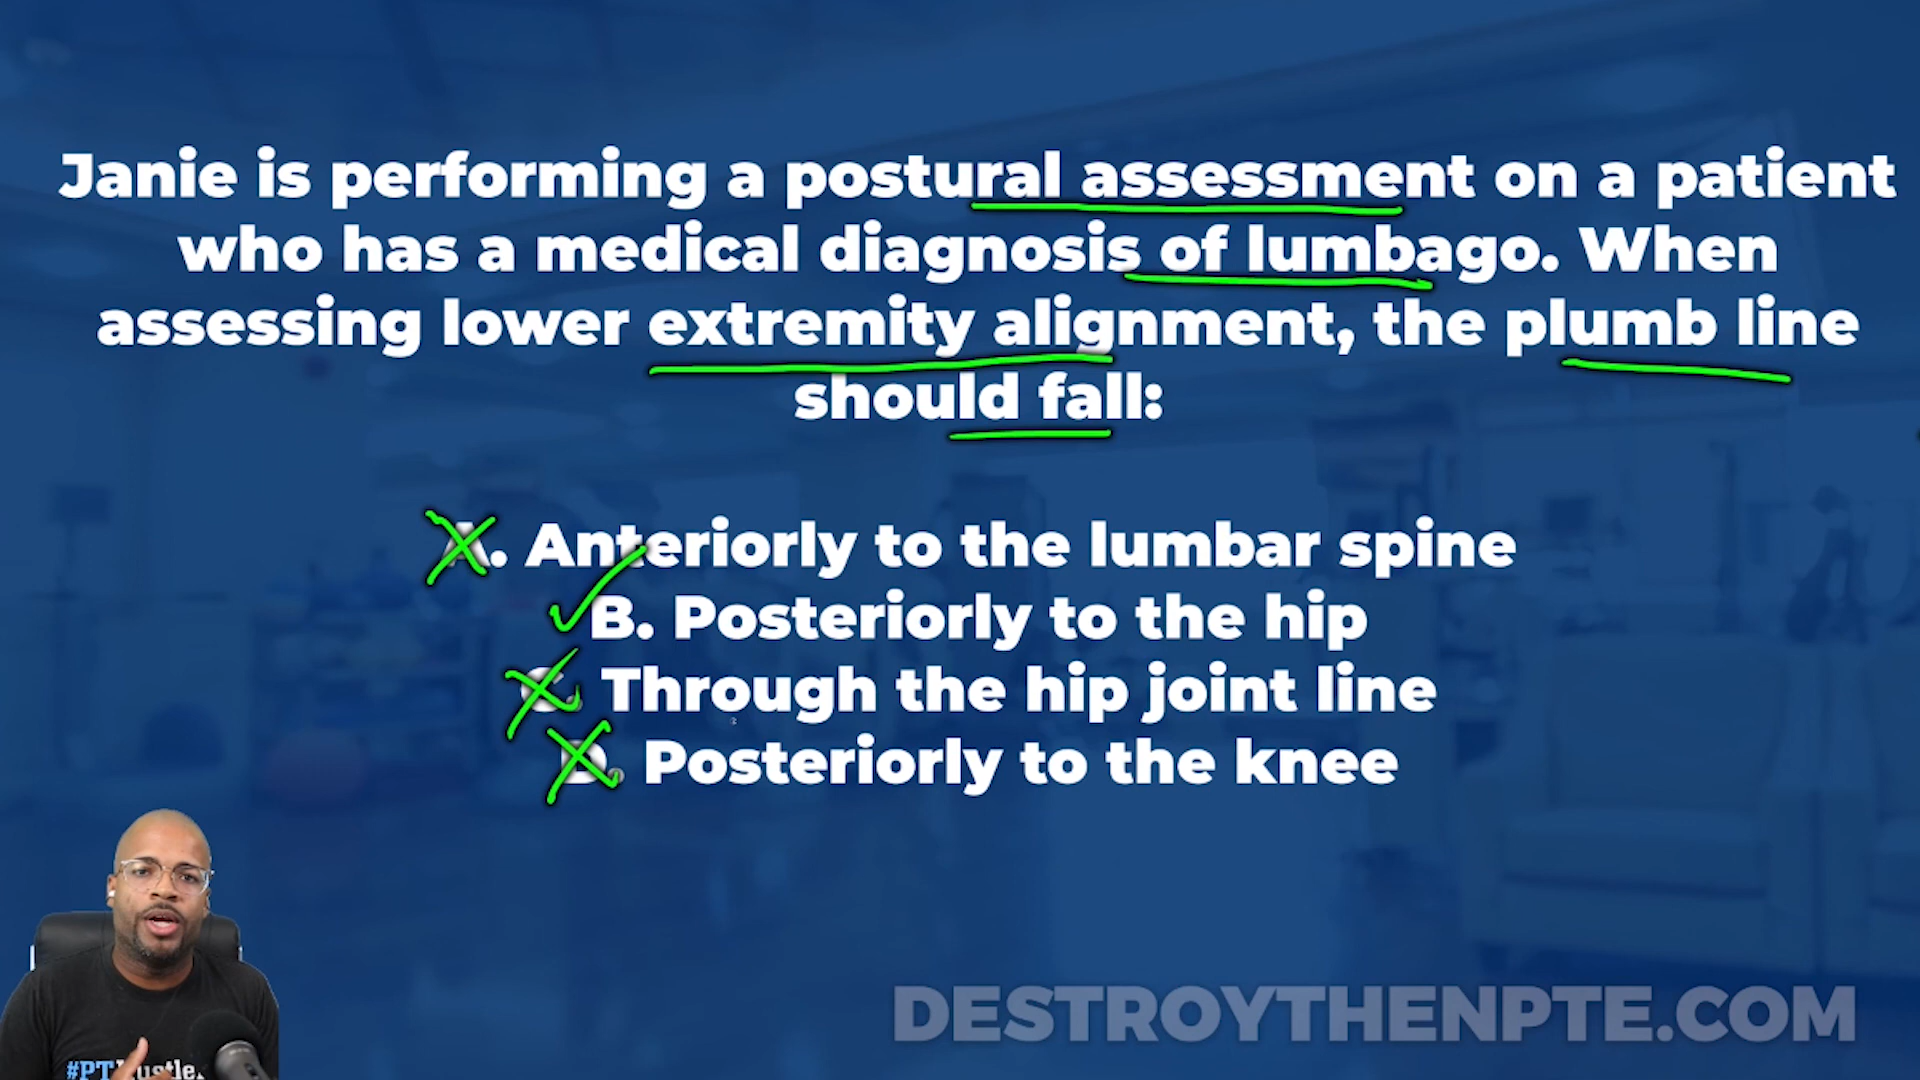 Janie is performing a postural assessment on a patient
who has a medical diagnosis of lumbago. When
assessing lower extremity alignment, the plumb line
should fall:
A. Anteriorly to the lumbar spine
B. Posteriorly to the hip
C. Through the hip joint line
D. Posteriorly to the knee
DESTROYTHENPTE.COM
#PTHustle